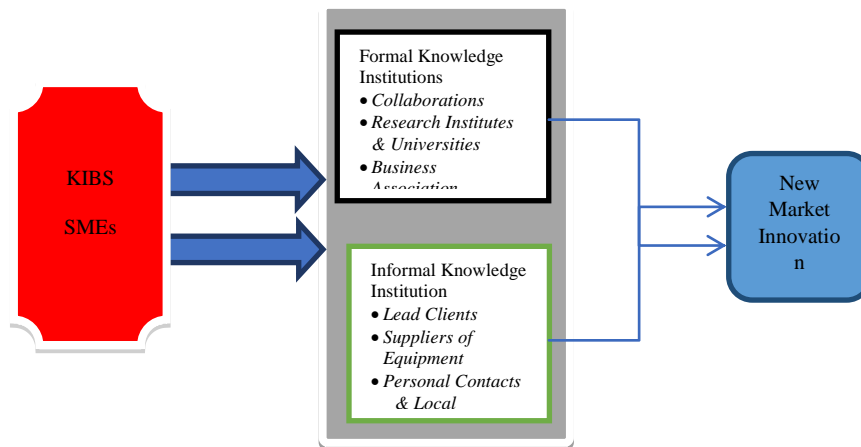 KIBS
SMEs
Formal Knowledge
Institutions
• Collaborations
• Research Institutes
& Universities
• Business
Association
Informal Knowledge
Institution
• Lead Clients
• Suppliers of
Equipment
• Personal Contacts
& Local
New
Market
Innovatio
n